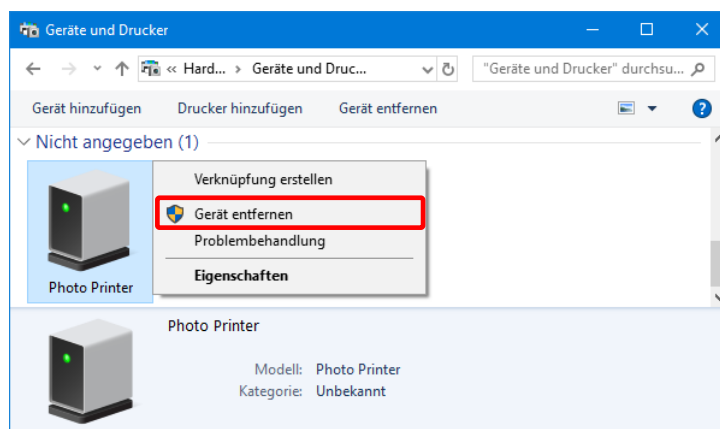 Geräte und Drucker
« Hard... › Geräte und Druc...
"Geräte und Drucker" durchsu...
Gerät hinzufügen Drucker hinzufügen Gerät entfernen
Nicht angegeben (1)
Verknüpfung erstellen
Gerät entfernen
Problembehandlung
Eigenschaften
Photo Printer
Photo Printer
Modell: Photo Printer
Kategorie: Unbekannt